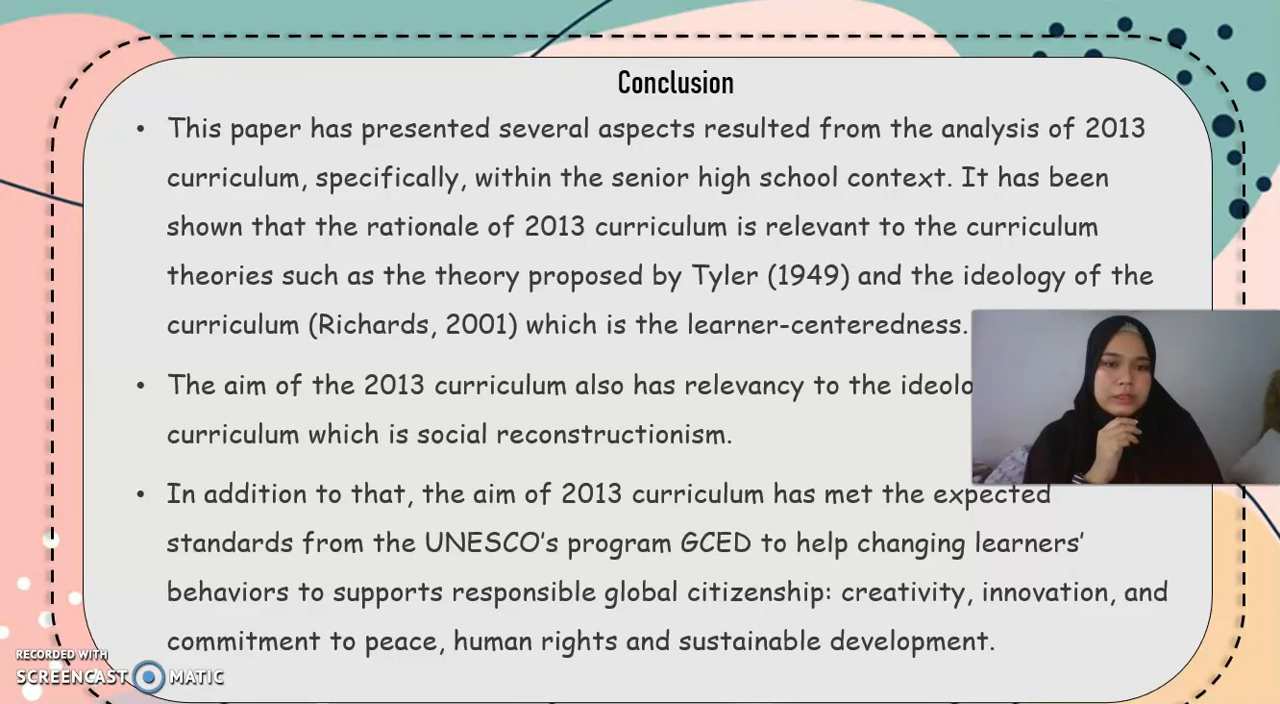 Conclusion
• This paper has presented several aspects resulted from the analysis of 2013
curriculum, specifically, within the senior high school context. It has been
shown that the rationale of 2013 curriculum is relevant to the curriculum
theories such as the theory proposed by Tyler (1949) and the ideology of the
curriculum (Richards, 2001) which is the learner-centeredness.
• The aim of the 2013 curriculum also has relevancy to the
curriculum which is social reconstructionism.
• In addition to that, the aim of 2013 curriculum has met the expected
standards from the UNESCO's program GCED to help changing learners'
behaviors to supports responsible global citizenship: creativity, innovation, and
commitment to peace, human rights and sustainable development.
RECORDED WITH
SCREENCAST MATIC